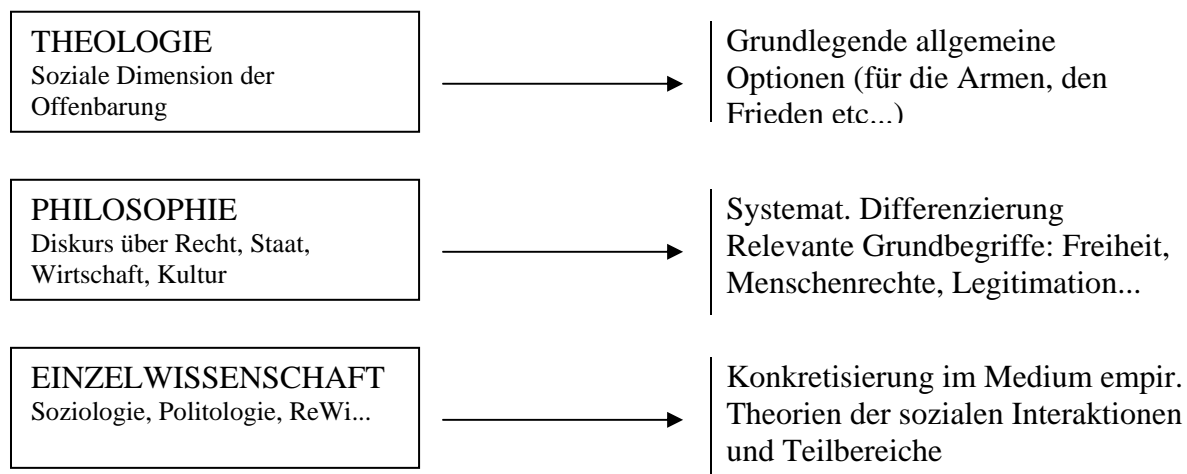 THEOLOGIE
Soziale Dimension der
Offenbarung
Grundlegende allgemeine
Optionen (für die Armen, den
Frieden etc...)
PHILOSOPHIE
Diskurs über Recht, Staat,
Wirtschaft, Kultur
Systemat. Differenzierung
Relevante Grundbegriffe: Freiheit,
Menschenrechte, Legitimation...
EINZELWISSENSCHAFT
Soziologie, Politologie, ReWi...
Konkretisierung im Medium empir.
Theorien der sozialen Interaktionen
und Teilbereiche